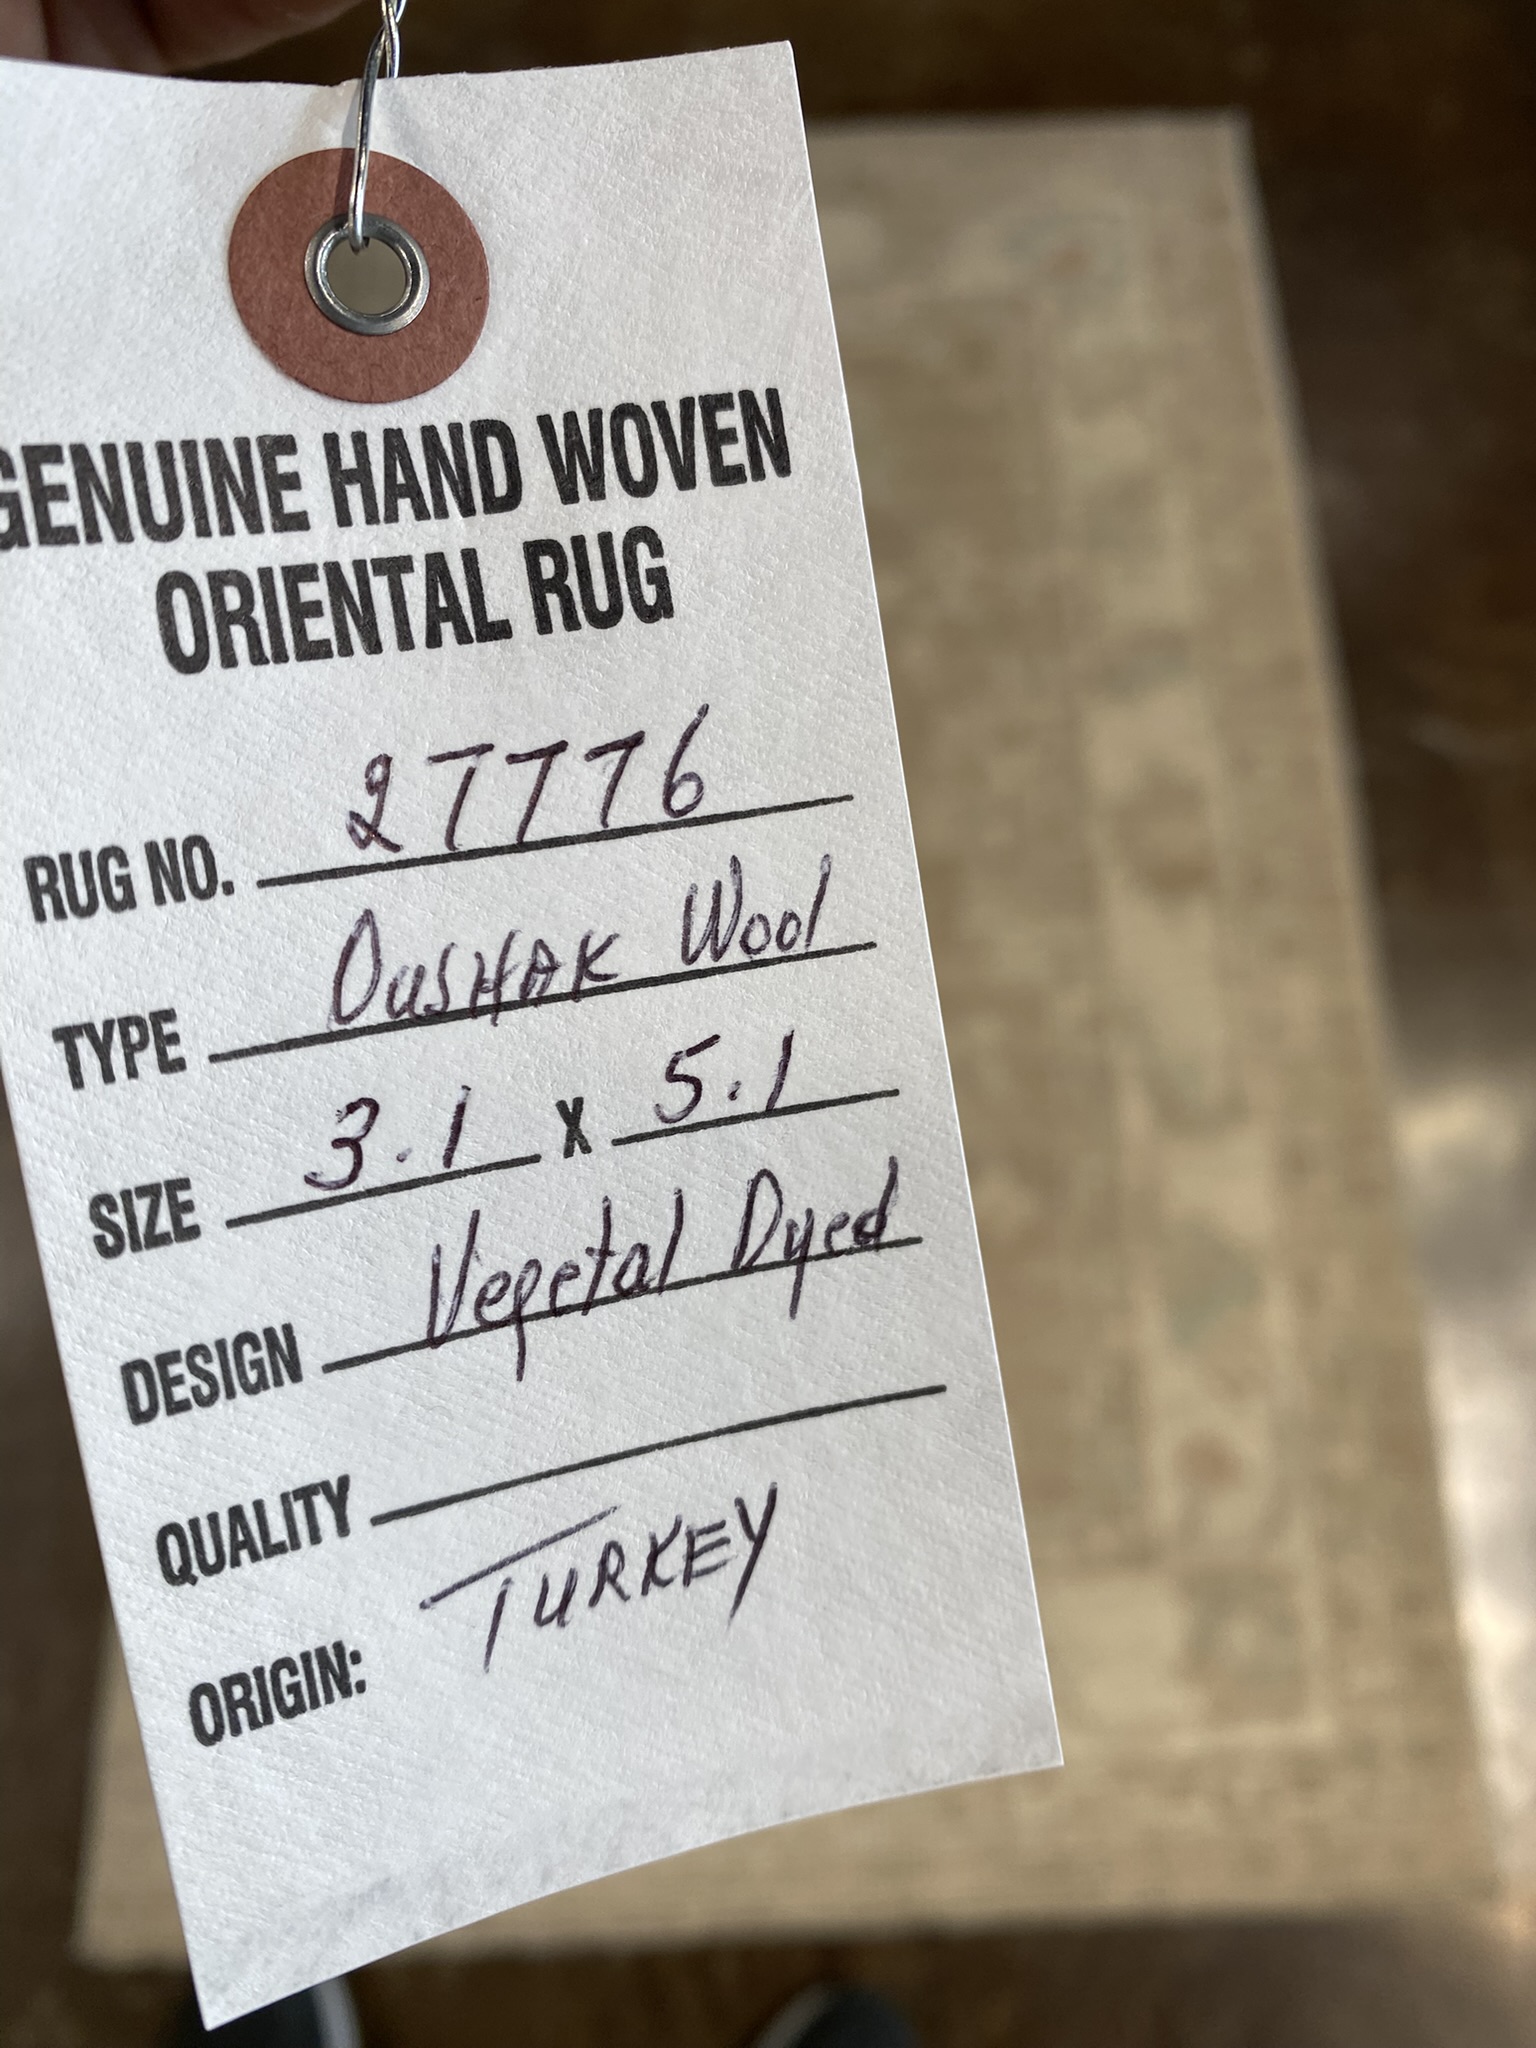 GENUINE HAND WOVEN
ORIENTAL RUG
RUG NO. 27776
TYPE OUSHAK Wool
SIZE 3.1 X 5.1
DESIGN Vegetal Dyed
QUALITY
ORIGIN: TURKEY